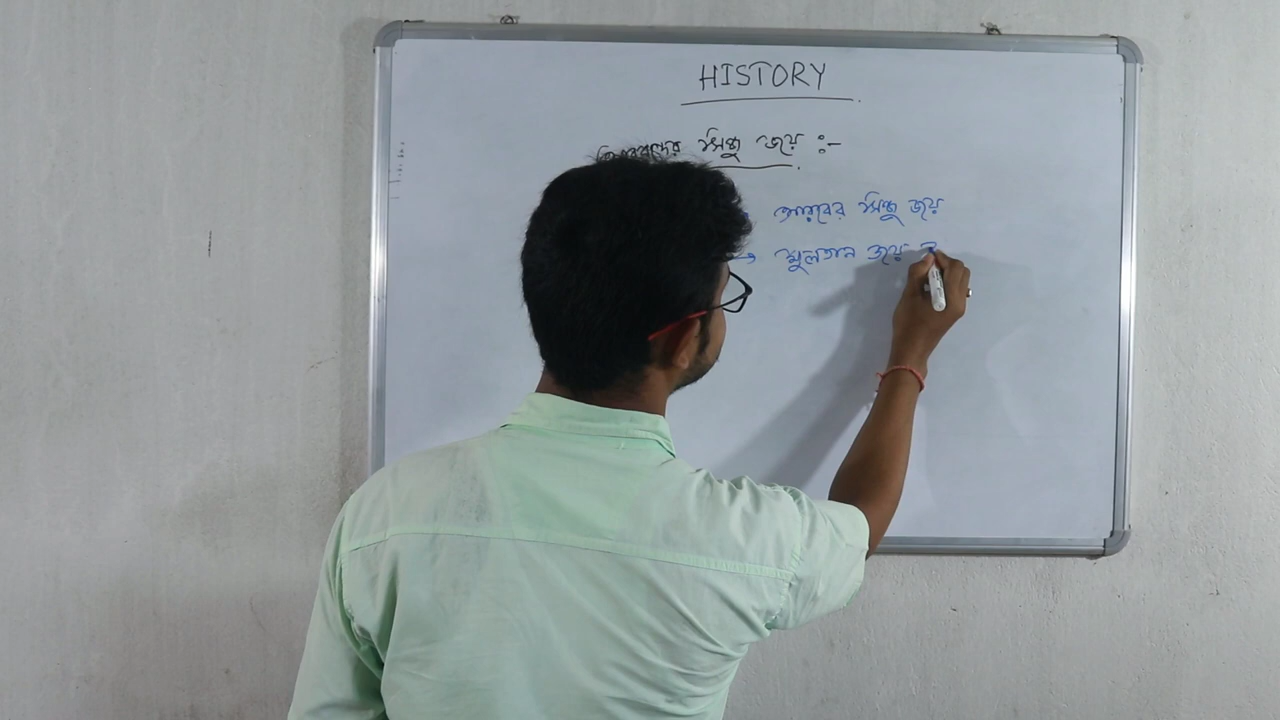 HISTORY
আরবদের সিন্ধু জয় :-
আরবের সিন্ধু জয়
→ মুলতান জয়